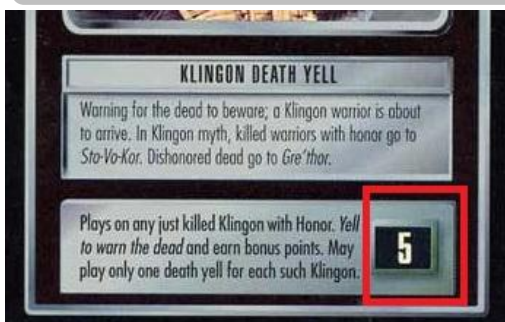 KLINGON DEATH YELL
Warning for the dead to beware; a Klingon warrior is about
to arrive. In Klingon myth, killed warriors with honor go to
Sto-Vo-Kor. Dishonored dead go to Gre'thor.
Plays on any just killed Klingon with Honor. Yell
to warn the dead and earn bonus points. May
play only one death yell for each such Klingon.
5